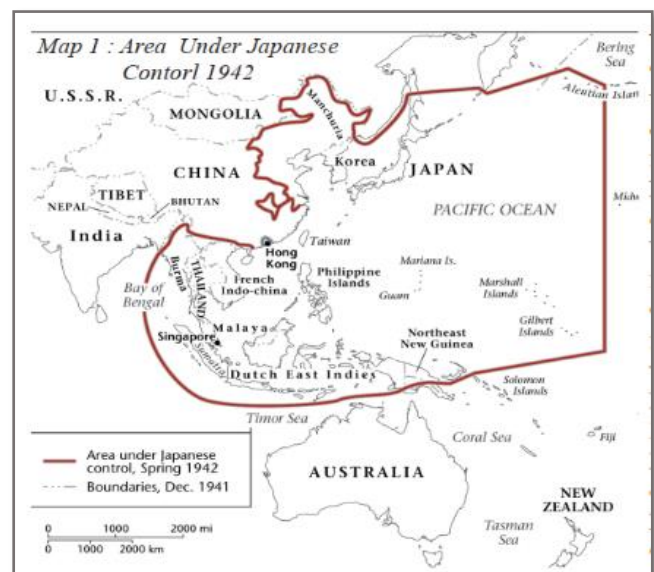 Map 1 : Area Under Japanese
Contorl 1942
Bering
Sea
U.S.S.R.
Aleutian Islan
MONGOLIA
Manchuria
Korea
JAPAN
CHINA
TIBET
NEPAL
BHUTAN
PACIFIC OCEAN
India
Taiwan
Hong
Kong
Mariana Is.
Bay of
Bengal
Burma
THAILAND
French
Indo-china
Philippine
Islands
Guam
Marshall
Islands
Gilbert
Islands
Malaya
Singapore
Sumatra
Northeast
New Guinea
Dutch East Indies
Solomon
Islands
Timor Sea
Coral Sea
Fiji
Area under Japanese
control, Spring 1942
Boundaries, Dec. 1941
AUSTRALIA
NEW
ZEALAND
0 1000 2000 mi
0 1000 2000 km
Tasman
Sea